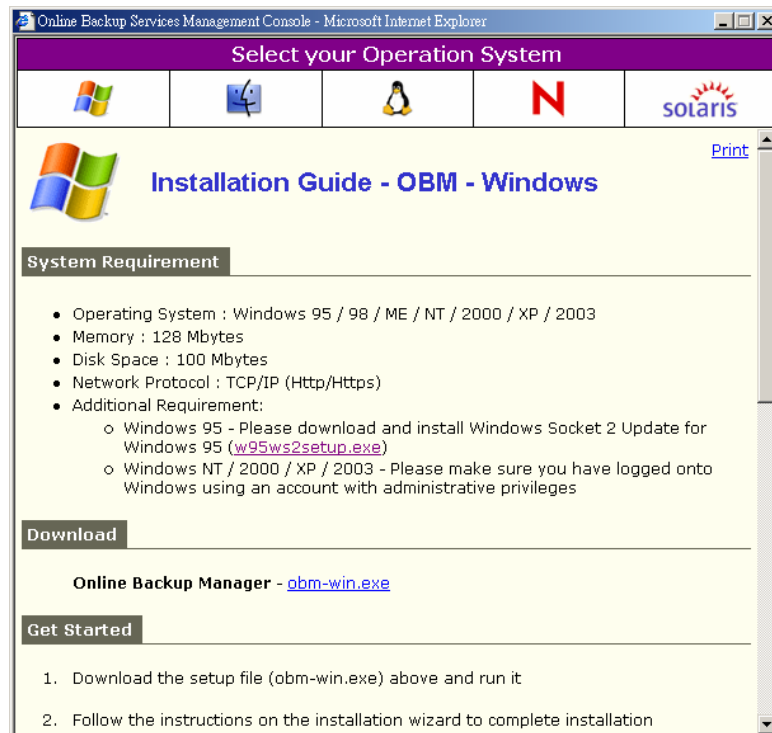 Online Backup Services Management Console - Microsoft Internet Explorer
Select your Operation System
N
solaris
Print
Installation Guide - OBM - Windows
System Requirement
• Operating System : Windows 95 / 98 / ME / NT / 2000 / XP / 2003
• Memory : 128 Mbytes
• Disk Space : 100 Mbytes
• Network Protocol : TCP/IP (Http/Https)
• Additional Requirement:
o Windows 95 - Please download and install Windows Socket 2 Update for
Windows 95 (w95ws2setup.exe)
o Windows NT / 2000 / XP / 2003 - Please make sure you have logged onto
Windows using an account with administrative privileges
Download
Online Backup Manager - obm-win.exe
Get Started
1. Download the setup file (obm-win.exe) above and run it
2. Follow the instructions on the installation wizard to complete installation